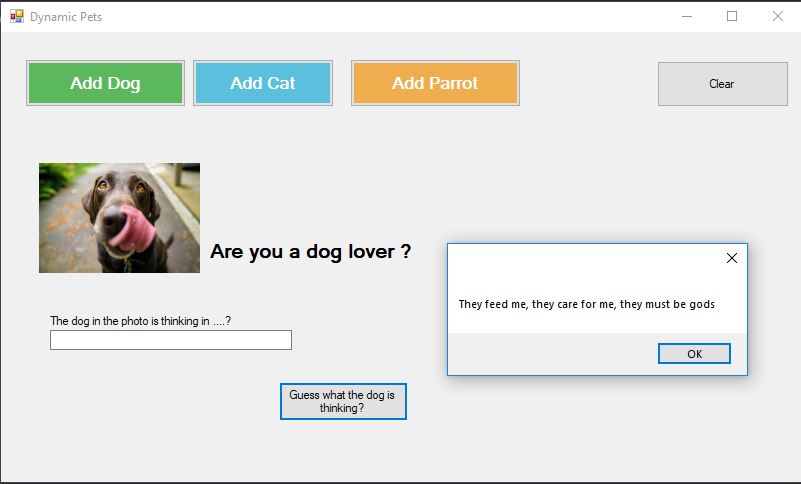 Dynamic Pets
Add Dog
Add Cat
Add Parrot
Clear
Are you a dog lover ?
They feed me, they care for me, they must be gods
The dog in the photo is thinking in ....?
OK
Guess what the dog is
thinking?